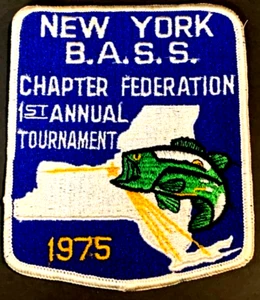 NEW YORK
B.A.S.S.
CHAPTER FEDERATION
1ST ANNUAL
TOURNAMENT
1975